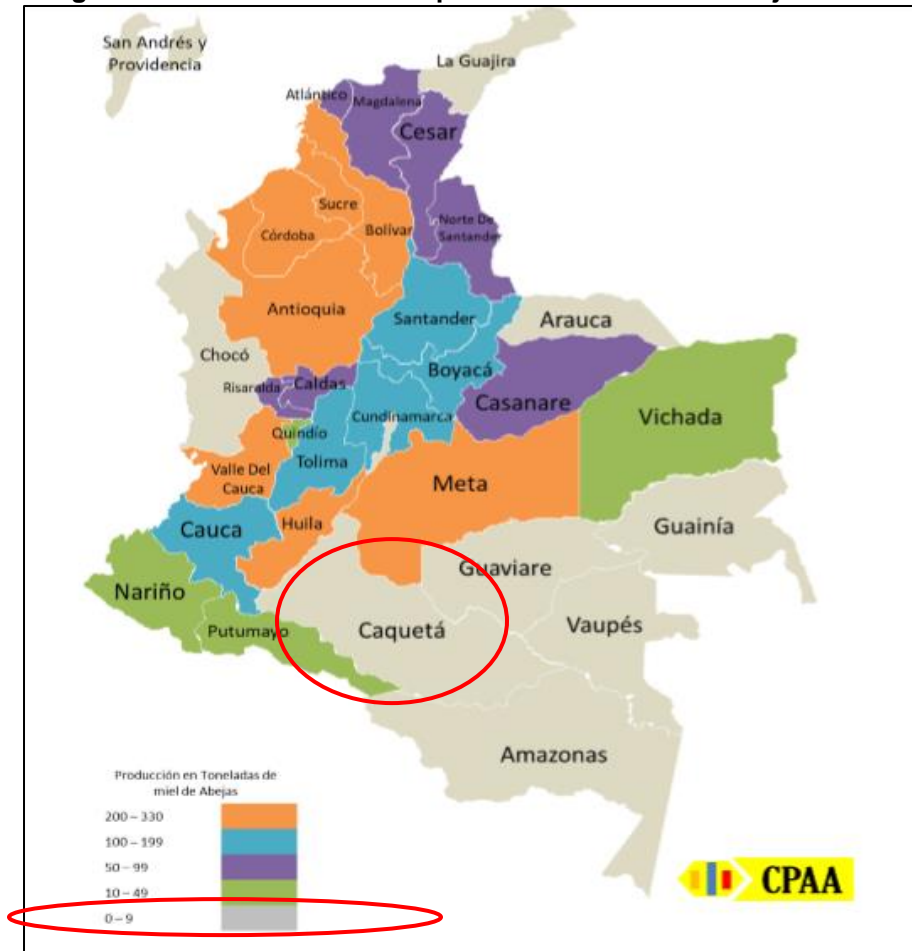 San Andrés y
Providencia
La Guajira
Atlántico
Magdalena
Cesar
Sucre
Norte De
Santander
Córdoba
Bolívar
Antioquia
Santander
Arauca
Chocó
Boyacá
Risaralda
Caldas
Casanare
Cundinamarca
Vichada
Quindío
Tolima
Valle Del
Cauca
Meta
Cauca
Huila
Guainía
Guaviare
Nariño
Putumayo
Caquetá
Vaupés
Amazonas
Producción en Toneladas de
miel de Abejas
200 – 330
100 – 199
50 – 99
10 – 49
0 – 9
CPAA